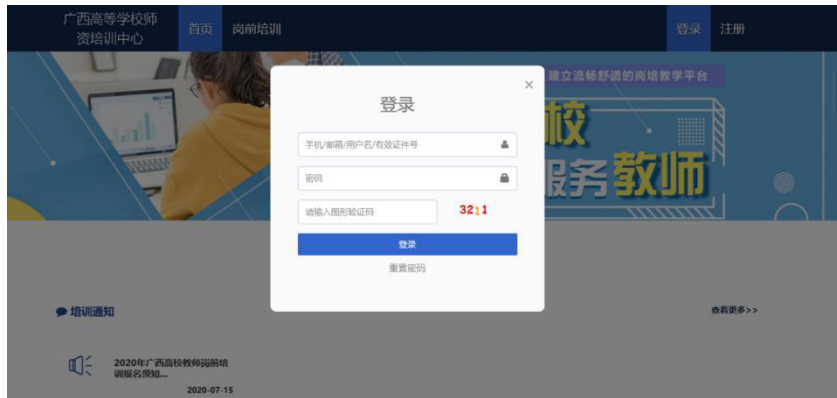 广西高等学校师
资培训中心
首页
岗前培训
登录
注册
建立流畅舒适的岗培教学平台
校
服务教师
×
登录
手机/邮箱/用户名/有效证件号
密码
请输入图形验证码
3211
登录
重置密码
培训通知
查看更多>>
2020年广西高校教师岗前培
训报名须知...
2020-07-15